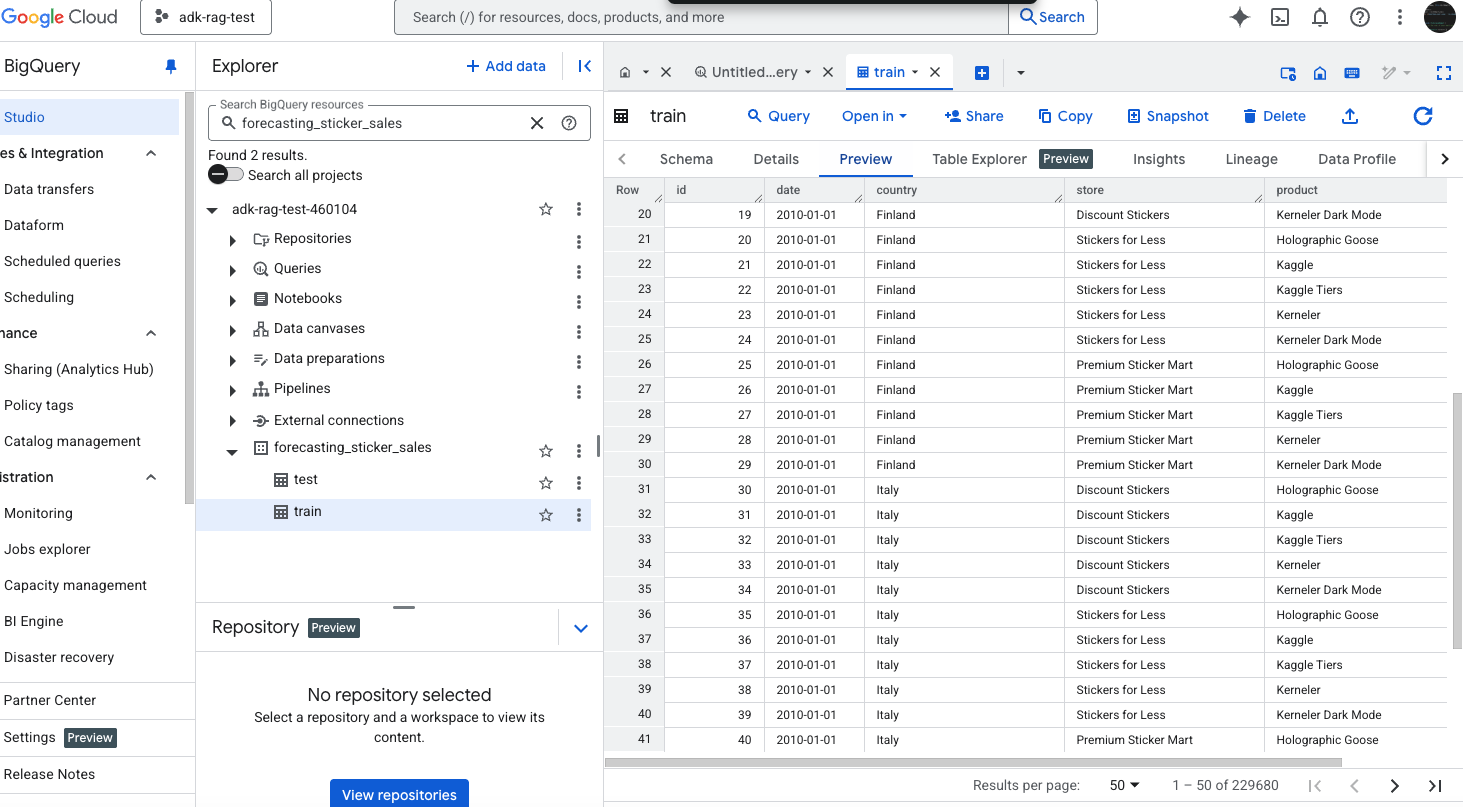 Google Cloud
adk-rag-test
Search (/) for resources, docs, products, and more
Search
BigQuery
Studio
es & Integration
Data transfers
Dataform
Scheduled queries
Scheduling
nance
Sharing (Analytics Hub)
Policy tags
Catalog management
istration
Monitoring
Jobs explorer
Capacity management
BI Engine
Disaster recovery
Partner Center
Settings Preview
Release Notes
Explorer
Add data
Search BigQuery resources
forecasting_sticker_sales
Found 2 results.
Search all projects
adk-rag-test-460104
Repositories
Queries
Notebooks
Data canvases
Data preparations
Pipelines
External connections
forecasting_sticker_sales
test
train
Repository Preview
No repository selected
Select a repository and a workspace to view its
content.
View repositories
Untitled...ery
train
train Query Open in Share Copy Snapshot Delete
Schema Details Preview Table Explorer Preview Insights Lineage Data Profile
Row id date country store product
20 19 2010-01-01 Finland Discount Stickers Kerneler Dark Mode
21 20 2010-01-01 Finland Stickers for Less Holographic Goose
22 21 2010-01-01 Finland Stickers for Less Kaggle
23 22 2010-01-01 Finland Stickers for Less Kaggle Tiers
24 23 2010-01-01 Finland Stickers for Less Kerneler
25 24 2010-01-01 Finland Stickers for Less Kerneler Dark Mode
26 25 2010-01-01 Finland Premium Sticker Mart Holographic Goose
27 26 2010-01-01 Finland Premium Sticker Mart Kaggle
28 27 2010-01-01 Finland Premium Sticker Mart Kaggle Tiers
29 28 2010-01-01 Finland Premium Sticker Mart Kerneler
30 29 2010-01-01 Finland Premium Sticker Mart Kerneler Dark Mode
31 30 2010-01-01 Italy Discount Stickers Holographic Goose
32 31 2010-01-01 Italy Discount Stickers Kaggle
33 32 2010-01-01 Italy Discount Stickers Kaggle Tiers
34 33 2010-01-01 Italy Discount Stickers Kerneler
35 34 2010-01-01 Italy Discount Stickers Kerneler Dark Mode
36 35 2010-01-01 Italy Stickers for Less Holographic Goose
37 36 2010-01-01 Italy Stickers for Less Kaggle
38 37 2010-01-01 Italy Stickers for Less Kaggle Tiers
39 38 2010-01-01 Italy Stickers for Less Kerneler
40 39 2010-01-01 Italy Stickers for Less Kerneler Dark Mode
41 40 2010-01-01 Italy Premium Sticker Mart Holographic Goose
Results per page: 50 1 – 50 of 229680